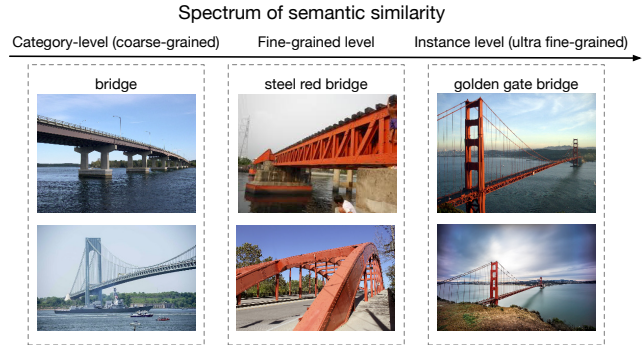 Spectrum of semantic similarity
Category-level (coarse-grained)
Fine-grained level
Instance level (ultra fine-grained)
bridge
steel red bridge
golden gate bridge